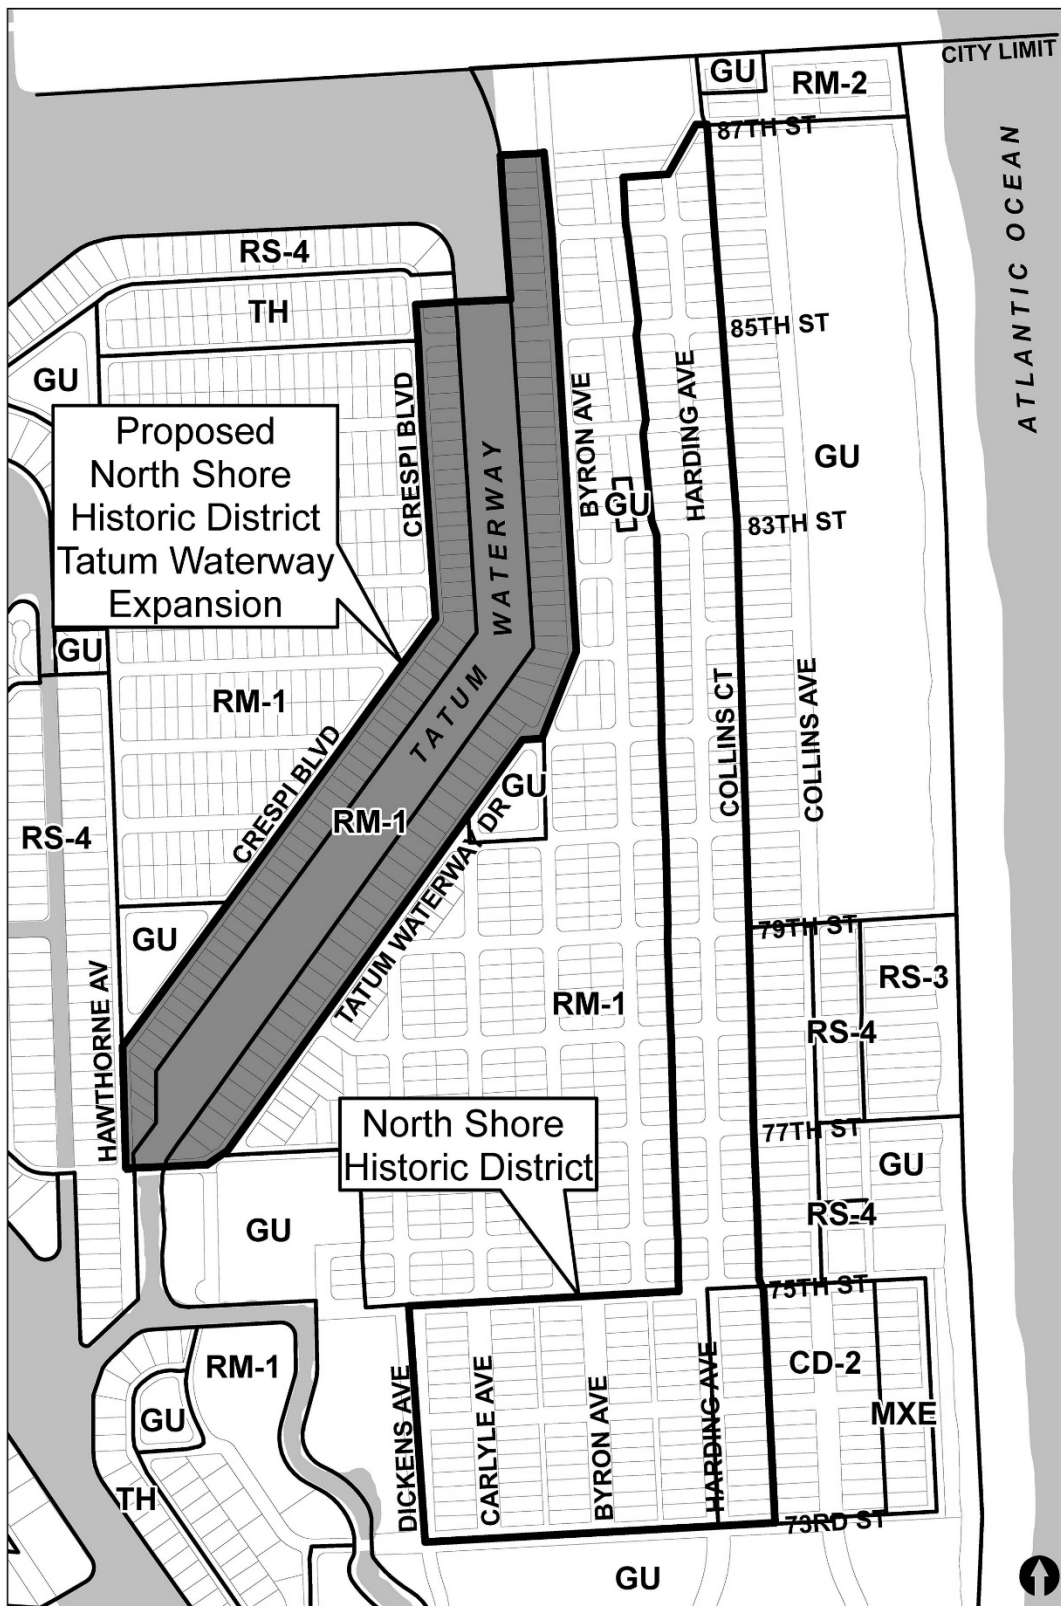 CITY LIMIT
GU
RM-2
87TH ST
ATLANTIC OCEAN
RS-4
TH
85TH ST
GU
CRESPI BLVD
BYRON AVE
HARDING AVE
GU
Proposed
North Shore
Historic District
Tatum Waterway
Expansion
TATUM WATERWAY
GU
83TH ST
GU
RM-1
COLLINS CT
COLLINS AVE
CRESPI BLVD
RM-1
GU
RS-4
TATUM WATERWAY DR
GU
79TH ST
RS-3
HAWTHORNE AV
RM-1
RS-4
North Shore
Historic District
77TH ST
GU
RS-4
GU
75TH ST
RM-1
DICKENS AVE
CARLYLE AVE
BYRON AVE
HARDING AVE
CD-2
MXE
GU
TH
73RD ST
GU